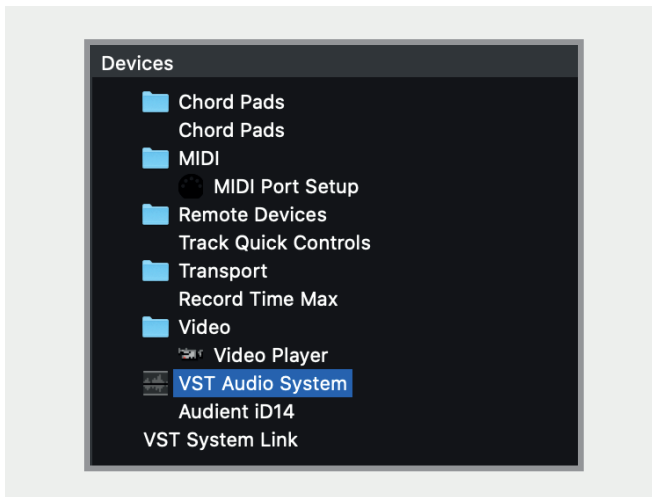 Devices
Chord Pads
Chord Pads
MIDI
MIDI Port Setup
Remote Devices
Track Quick Controls
Transport
Record Time Max
Video
Video Player
VST Audio System
Audient iD14
VST System Link